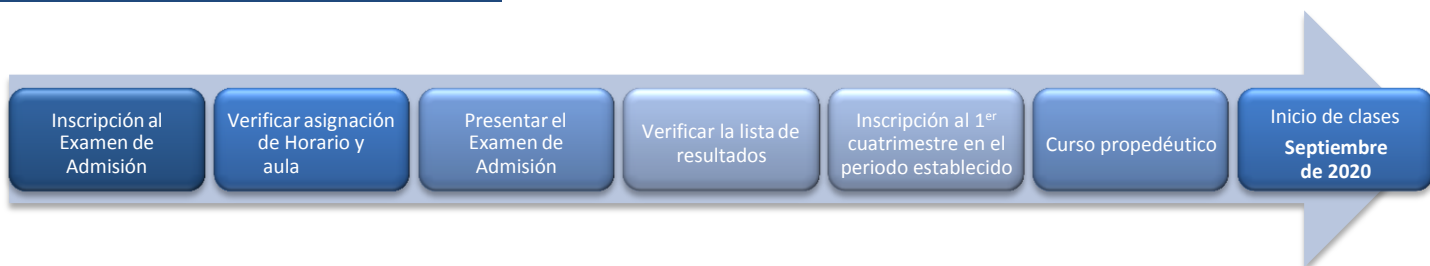 Inscripción al
Examen de
Admisión
Verificar asignación
de Horario y
aula
Presentar el
Examen de
Admisión
Verificar la lista de
resultados
Inscripción al 1er
cuatrimestre en el
periodo establecido
Curso propedéutico
Inicio de clases
Septiembre
de 2020